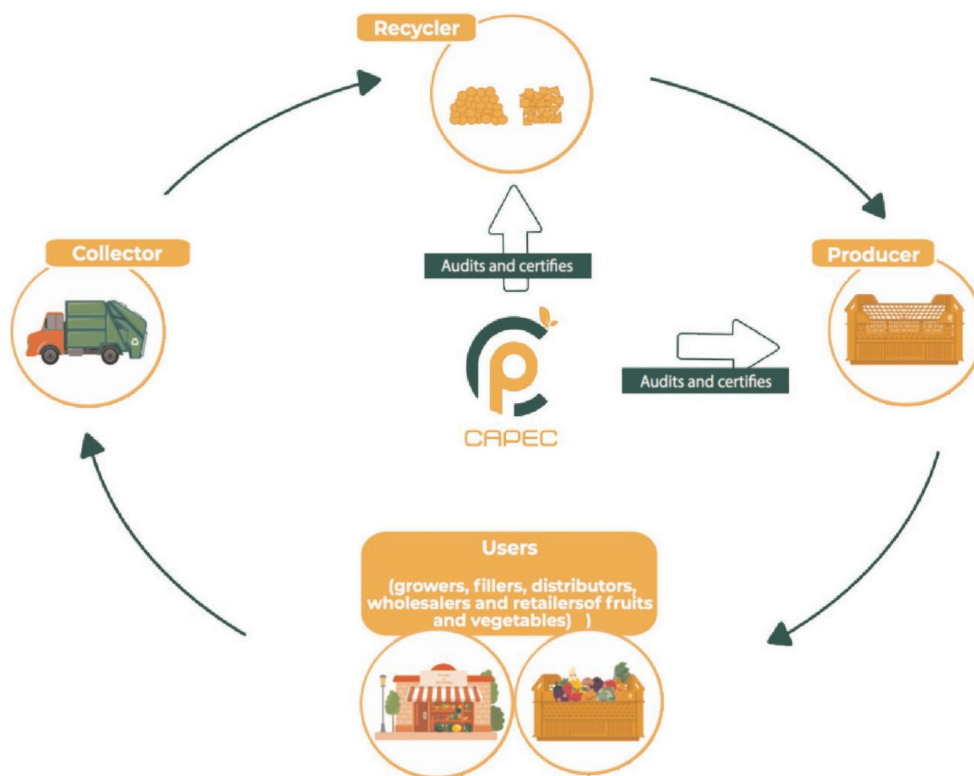 Recycler
Collector
Audits and certifies
Producer
CAPEC
Audits and certifies
Users
(growers, fillers, distributors,
wholesalers and retailersof fruits
and vegetables) )